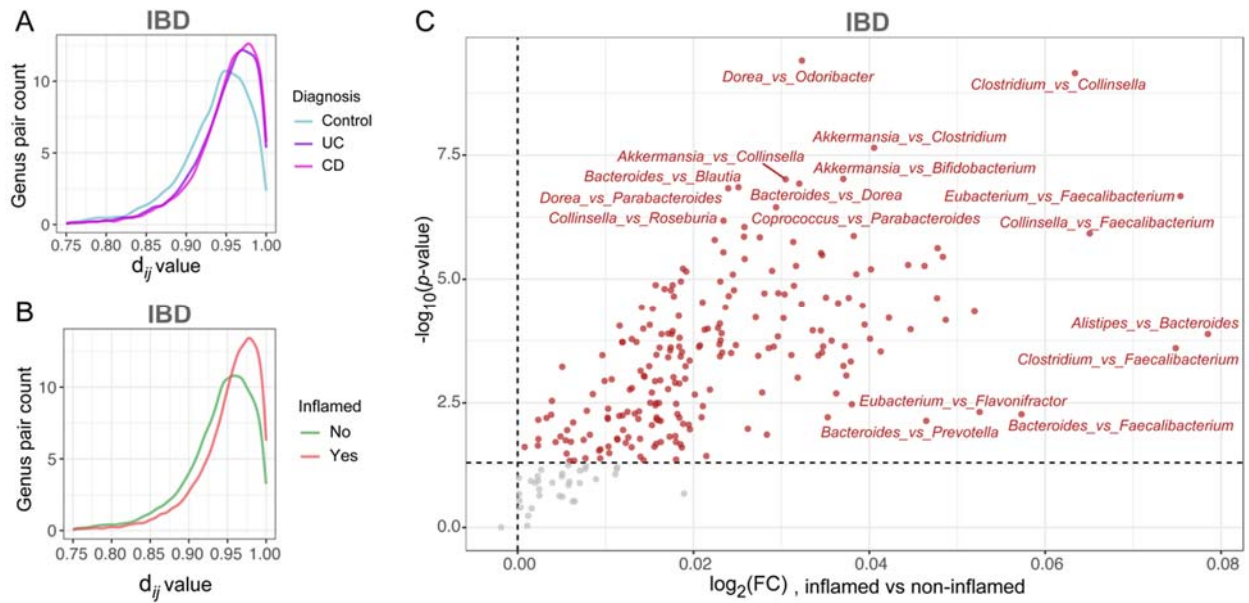 A
IBD
Genus pair count
10
5
0
0.75 0.80 0.85 0.90 0.95 1.00
dij value
Diagnosis
Control
UC
CD
B
IBD
Genus pair count
10
5
0
0.75 0.80 0.85 0.90 0.95 1.00
dij value
Inflamed
No
Yes
C
IBD
-log10(p-value)
7.5
5.0
2.5
0.0
Dorea_vs_Odoribacter
Clostridium_vs_Collinsella
Akkermansia_vs_Clostridium
Akkermansia_vs_Collinsella
Akkermansia_vs_Bifidobacterium
Bacteroides_vs_Blautia
Bacteroides_vs_Dorea
Eubacterium_vs_Faecalibacterium
Dorea_vs_Parabacteroides
Collinsella_vs_Roseburia
Coprococcus_vs_Parabacteroides
Collinsella_vs_Faecalibacterium
Alistipes_vs_Bacteroides
Clostridium_vs_Faecalibacterium
Eubacterium_vs_Flavonifractor
Bacteroides_vs_Prevotella
Bacteroides_vs_Faecalibacterium
0.00 0.02 0.04 0.06 0.08
log2(FC) , inflamed vs non-inflamed